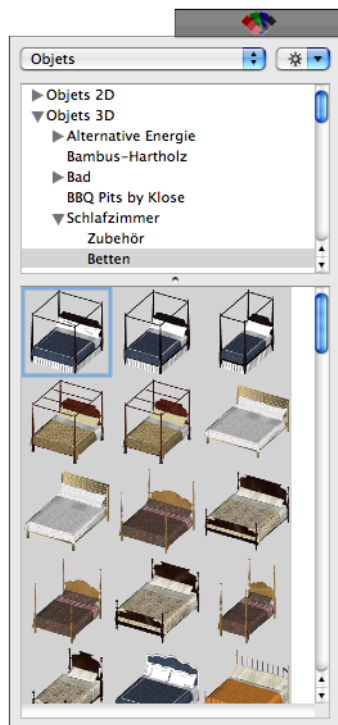 Objets
Objets 2D
Objets 3D
Alternative Energie
Bambus-Hartholz
Bad
BBQ Pits by Klose
Schlafzimmer
Zubehör
Betten